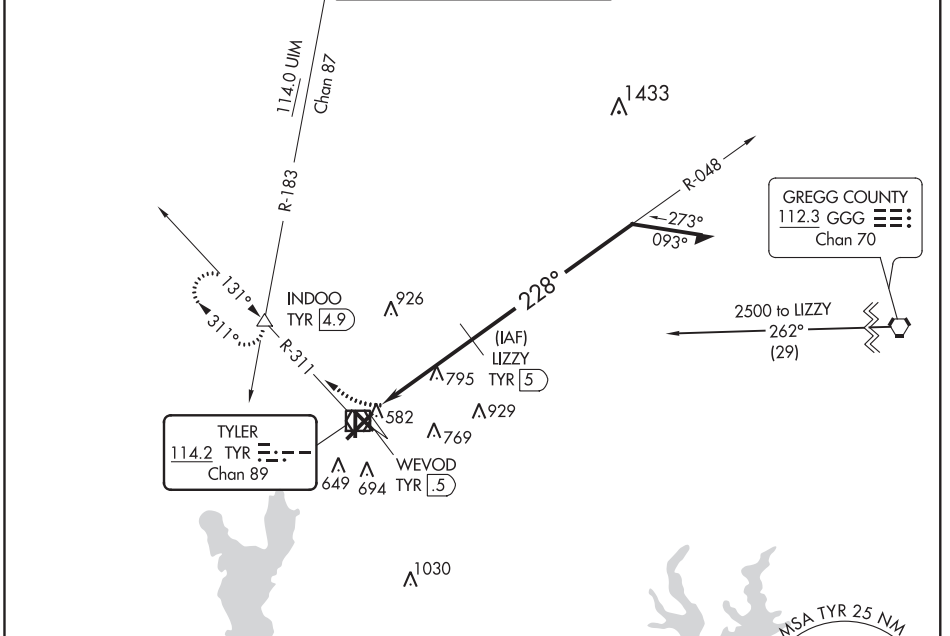 114.0 UIM
Chan 87
R-183
1433
R-048
273°
093°
GREGG COUNTY
112.3 GGG
Chan 70
228°
131°
311°
INDOO
TYR 4.9
926
R-311
2500 to LIZZY
262°
(29)
(IAF)
LIZZY
TYR 5
795
582
929
769
TYLER
114.2 TYR
Chan 89
649
694
WEVOD
TYR .5
1030
MSA TYR 25 NM